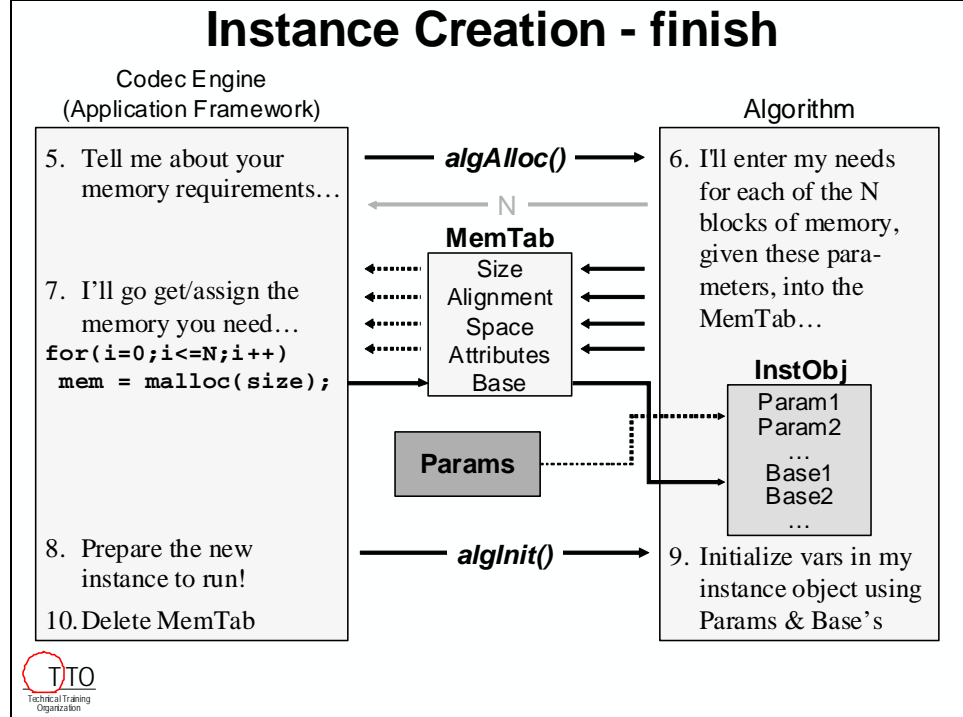 Instance Creation - finish
Codec Engine
(Application Framework)
Algorithm
5. Tell me about your
memory requirements…
algAlloc()
6. I'll enter my needs
for each of the N
blocks of memory,
given these para-
meters, into the
MemTab…
N
MemTab
Size
Alignment
Space
Attributes
Base
7. I’ll go get/assign the
memory you need…
for(i=0;i<=N;i++)
mem = malloc(size);
InstObj
Param1
Param2
…
Base1
Base2
…
Params
8. Prepare the new
instance to run!
algInit()
9. Initialize vars in my
instance object using
Params & Base’s
10. Delete MemTab
TTO
Technical Training
Organization